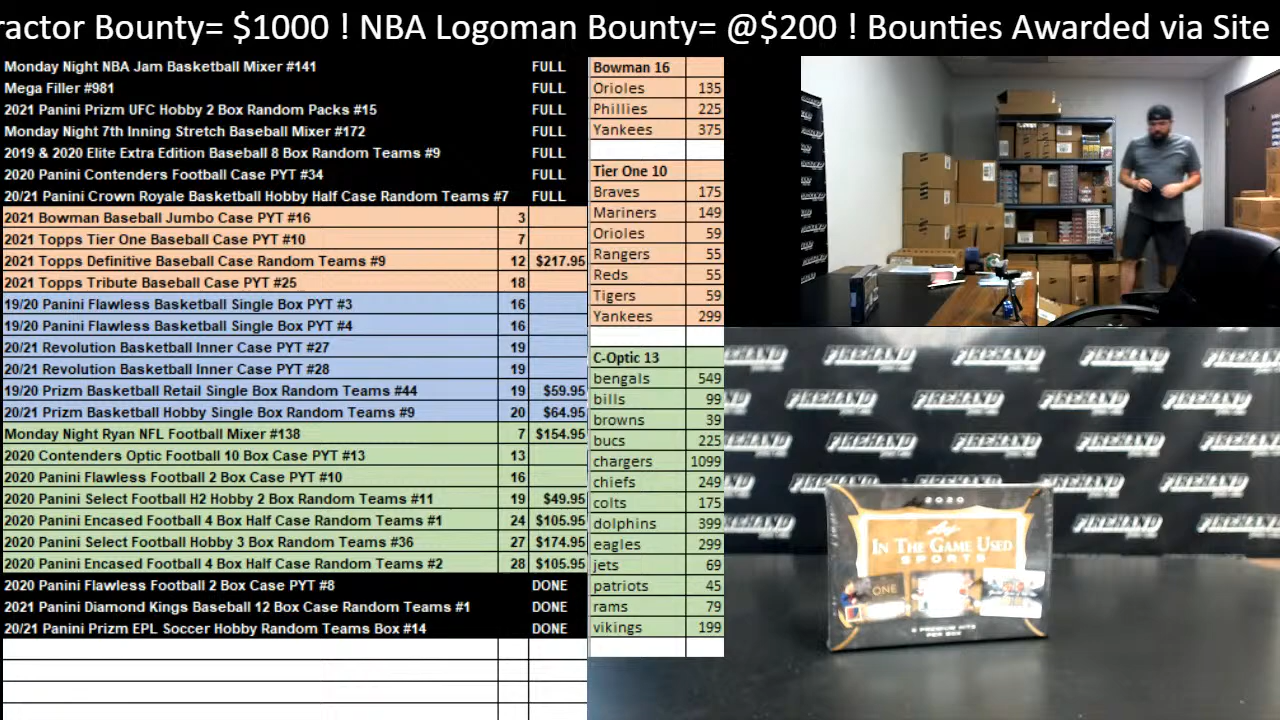 ractor Bounty= $1000 ! NBA Logoman Bounty= @$200 ! Bounties Awarded via Site
Monday Night NBA Jam Basketball Mixer #141 FULL
Mega Filler #981 FULL
2021 Panini Prizm UFC Hobby 2 Box Random Packs #15 FULL
Monday Night 7th Inning Stretch Baseball Mixer #172 FULL
2019 & 2020 Elite Extra Edition Baseball 8 Box Random Teams #9 FULL
2020 Panini Contenders Football Case PYT #34 FULL
20/21 Panini Crown Royale Basketball Hobby Half Case Random Teams #7 FULL
2021 Bowman Baseball Jumbo Case PYT #16 3
2021 Topps Tier One Baseball Case PYT #10 7
2021 Topps Definitive Baseball Case Random Teams #9 12 $217.95
2021 Topps Tribute Baseball Case PYT #25 18
19/20 Panini Flawless Basketball Single Box PYT #3 16
19/20 Panini Flawless Basketball Single Box PYT #4 16
20/21 Revolution Basketball Inner Case PYT #27 19
20/21 Revolution Basketball Inner Case PYT #28 19
19/20 Prizm Basketball Retail Single Box Random Teams #44 19 $59.95
20/21 Prizm Basketball Hobby Single Box Random Teams #9 20 $64.95
Monday Night Ryan NFL Football Mixer #138 7 $154.95
2020 Contenders Optic Football 10 Box Case PYT #13 13
2020 Panini Flawless Football 2 Box Case PYT #10 16
2020 Panini Select Football H2 Hobby 2 Box Random Teams #11 19 $49.95
2020 Panini Encased Football 4 Box Half Case Random Teams #1 24 $105.95
2020 Panini Select Football Hobby 3 Box Random Teams #36 27 $174.95
2020 Panini Encased Football 4 Box Half Case Random Teams #2 28 $105.95
2020 Panini Flawless Football 2 Box Case PYT #8 DONE
2021 Panini Diamond Kings Baseball 12 Box Case Random Teams #1 DONE
20/21 Panini Prizm EPL Soccer Hobby Random Teams Box #14 DONE
Bowman 16
Orioles 135
Phillies 225
Yankees 375
Tier One 10
Braves 175
Mariners 149
Orioles 59
Rangers 55
Reds 55
Tigers 59
Yankees 299
C-Optic 13
bengals 549
bills 99
browns 39
bucs 225
chargers 1099
chiefs 249
colts 175
dolphins 399
eagles 299
jets 69
patriots 45
rams 79
vikings 199
FIREHAND FIREHAND FIREHAND
FIREHAND FIREHAND FIREHAND
FIREHAND FIREHAND FIREHAND
2020
IN THE GAME USED
SPORTS
ONE
PER BOX